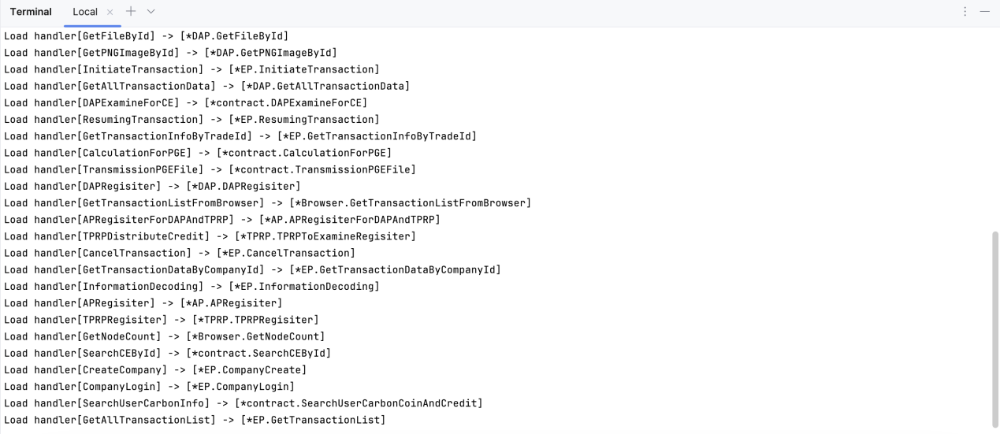 Terminal Local
Load handler[GetFileById] -> [*DAP.GetFileById]
Load handler[GetPNGImageById] -> [*DAP.GetPNGImageById]
Load handler[InitiateTransaction] -> [*EP.InitiateTransaction]
Load handler[GetAllTransactionData] -> [*DAP.GetAllTransactionData]
Load handler[DAPExamineForCE] -> [*contract.DAPExamineForCE]
Load handler[ResumingTransaction] -> [*EP.ResumingTransaction]
Load handler[GetTransactionInfoByTradeId] -> [*EP.GetTransactionInfoByTradeId]
Load handler[CalculationForPGE] -> [*contract.CalculationForPGE]
Load handler[TransmissionPGEFile] -> [*contract.TransmissionPGEFile]
Load handler[DAPRegisiter] -> [*DAP.DAPRegisiter]
Load handler[GetTransactionListFromBrowser] -> [*Browser.GetTransactionListFromBrowser]
Load handler[APRegisiterForDAPAndTPRP] -> [*AP.APRegisiterForDAPAndTPRP]
Load handler[TPRPDistributeCredit] -> [*TPRP.TPRPToExamineRegisiter]
Load handler[CancelTransaction] -> [*EP.CancelTransaction]
Load handler[GetTransactionDataByCompanyId] -> [*EP.GetTransactionDataByCompanyId]
Load handler[InformationDecoding] -> [*EP.InformationDecoding]
Load handler[APRegisiter] -> [*AP.APRegisiter]
Load handler[TPRPRegisiter] -> [*TPRP.TPRPRegisiter]
Load handler[GetNodeCount] -> [*Browser.GetNodeCount]
Load handler[SearchCEById] -> [*contract.SearchCEById]
Load handler[CreateCompany] -> [*EP.CompanyCreate]
Load handler[CompanyLogin] -> [*EP.CompanyLogin]
Load handler[SearchUserCarbonInfo] -> [*contract.SearchUserCarbonCoinAndCredit]
Load handler[GetAllTransactionList] -> [*EP.GetTransactionList]